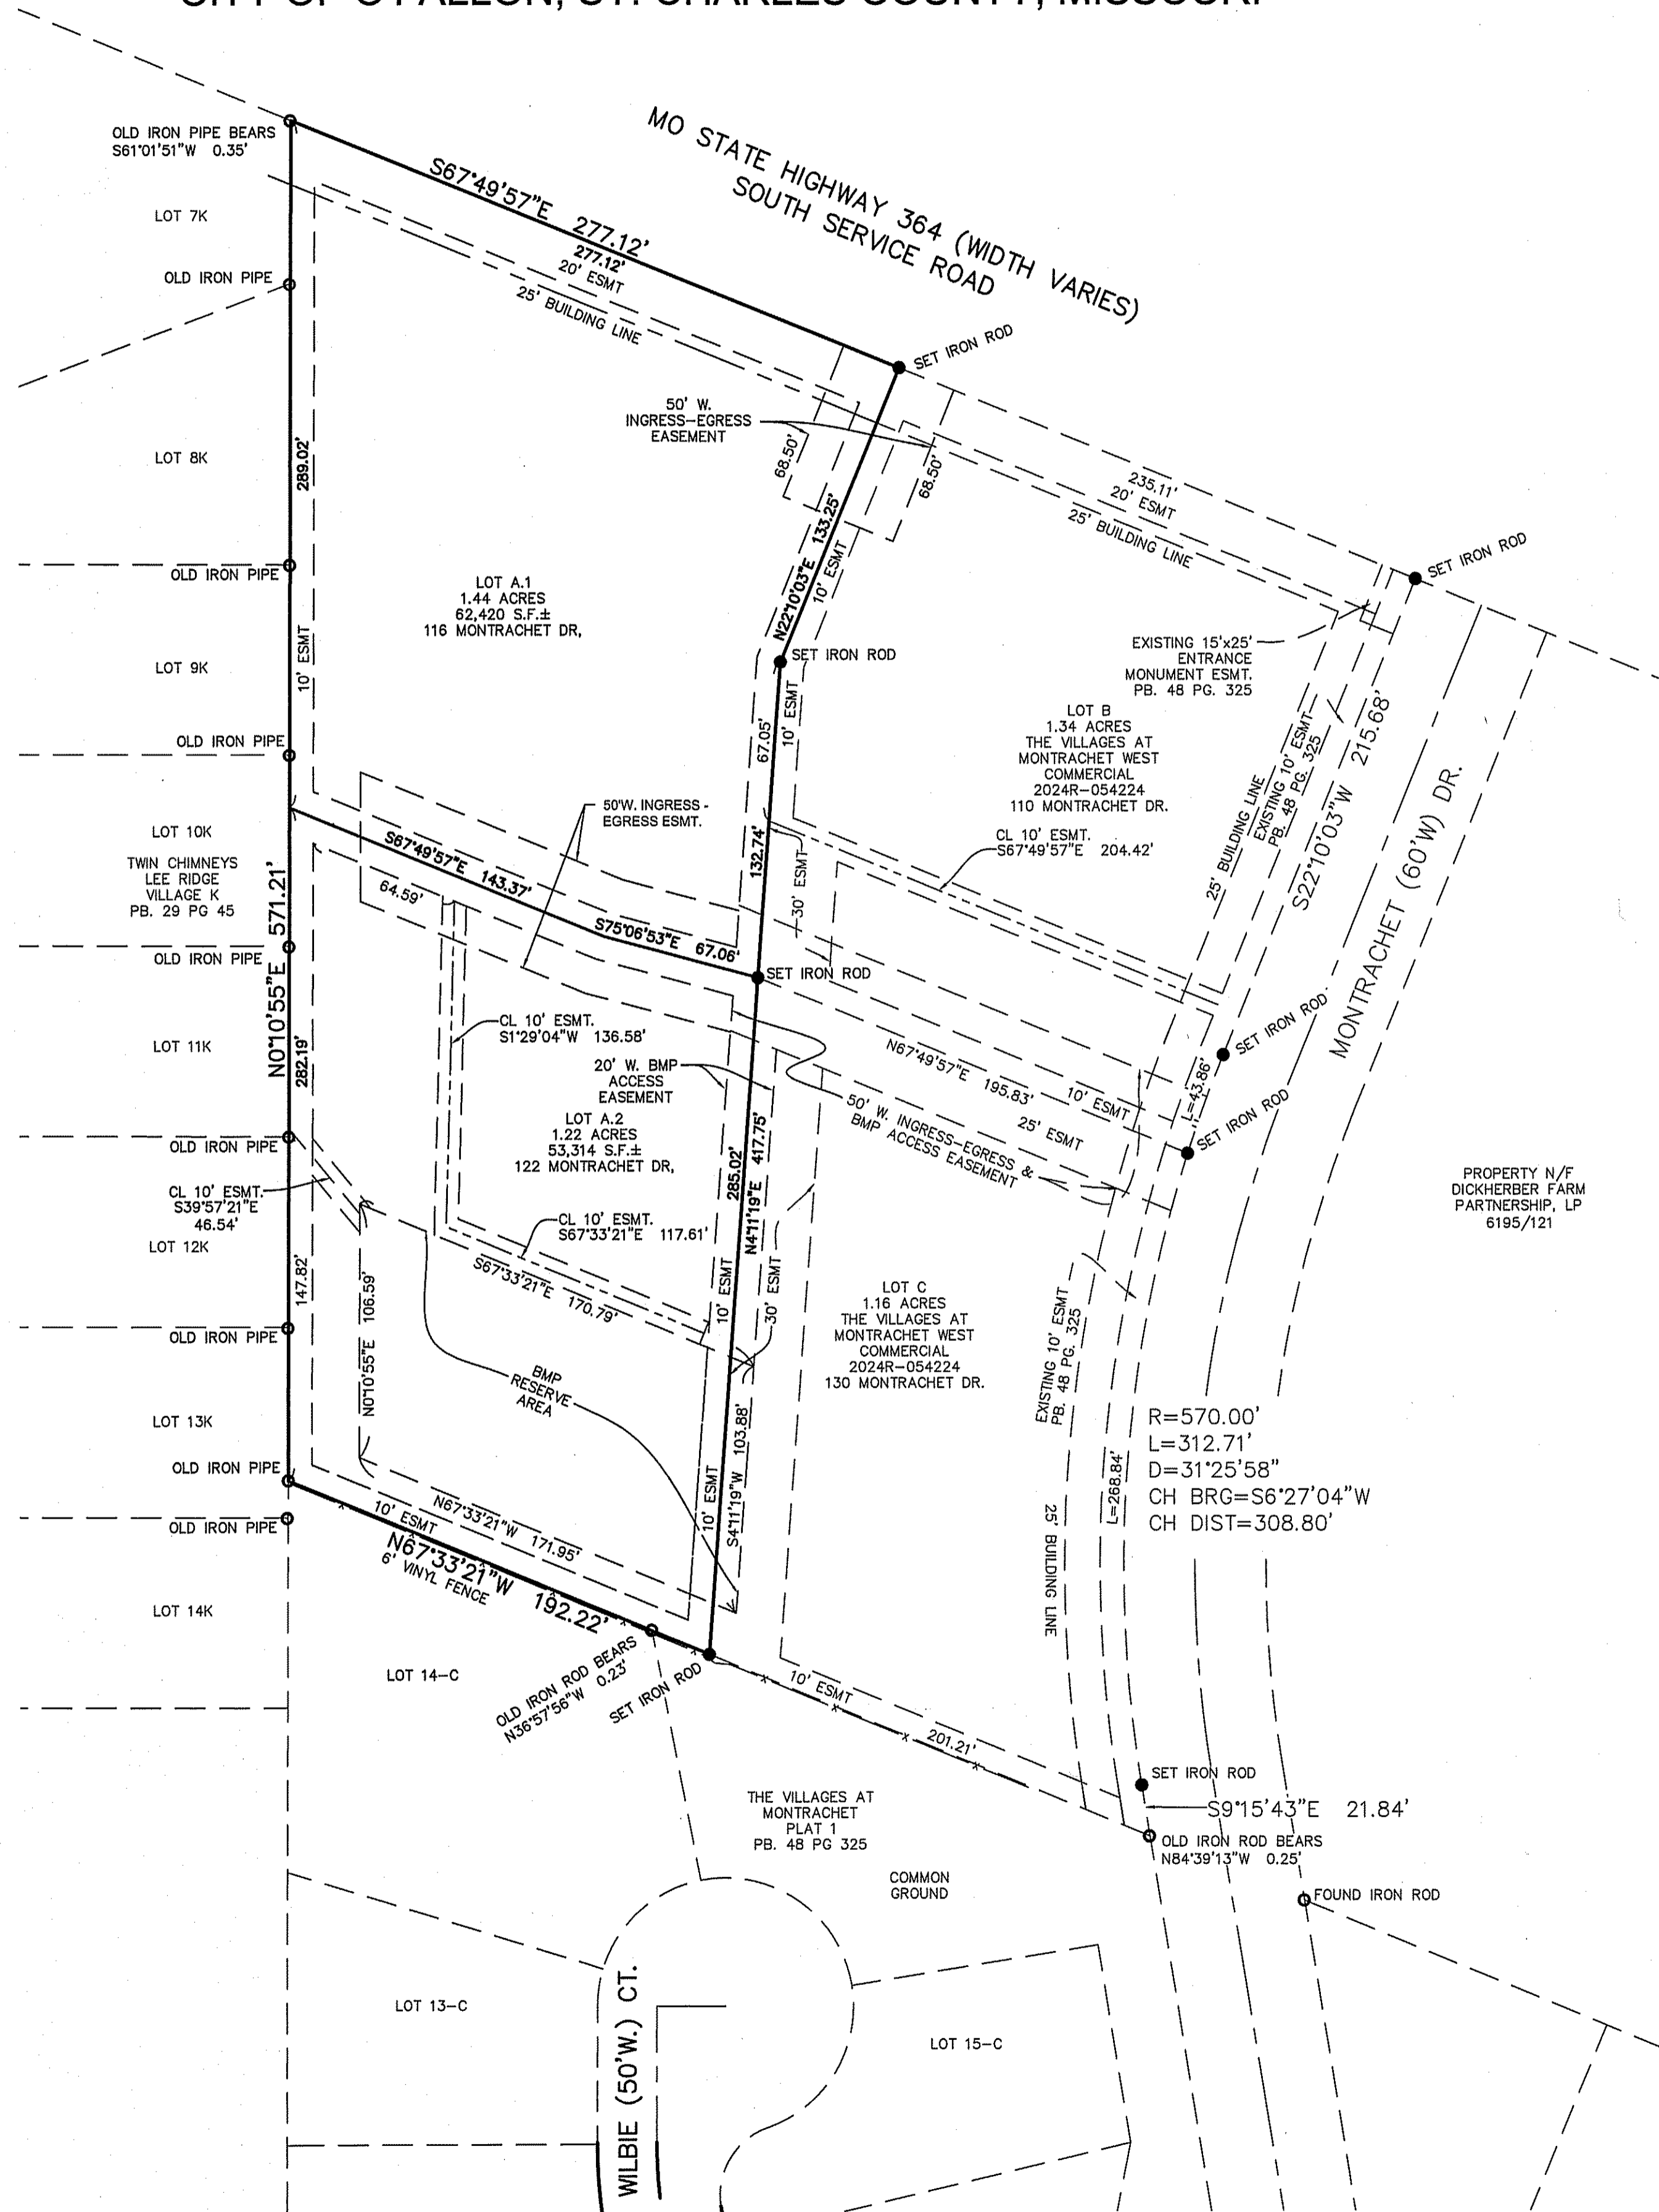 CITY OF O'FALLON, ST. CHARLES COUNTY, MISSOURI
MO STATE HIGHWAY 364 (WIDTH VARIES)
SOUTH SERVICE ROAD
OLD IRON PIPE BEARS
S61°01'51"W 0.35'
S67°49'57"E 277.12'
277.12'
20' ESMT
25' BUILDING LINE
LOT 7K
OLD IRON PIPE
SET IRON ROD
50' W.
INGRESS-EGRESS
EASEMENT
68.50'
68.50'
235.11'
20' ESMT
25' BUILDING LINE
SET IRON ROD
LOT 8K
289.02'
N22°10'03"E 133.25'
10' ESMT
OLD IRON PIPE
LOT A.1
1.44 ACRES
62,420 S.F.±
116 MONTRACHET DR,
LOT 9K
10' ESMT
SET IRON ROD
EXISTING 15'x25'
ENTRANCE
MONUMENT ESMT.
PB. 48 PG. 325
67.05'
10' ESMT
LOT B
1.34 ACRES
THE VILLAGES AT
MONTRACHET WEST
COMMERCIAL
2024R-054224
110 MONTRACHET DR.
25' BUILDING LINE
EXISTING 10' ESMT
PB. 48 PG. 325
S22°10'03"W 215.68'
MONTRACHET (60'W) DR.
OLD IRON PIPE
LOT 10K
TWIN CHIMNEYS
LEE RIDGE
VILLAGE K
PB. 29 PG 45
50'W. INGRESS -
EGRESS ESMT.
CL 10' ESMT.
S67°49'57"E 204.42'
S67°49'57"E 143.37'
64.59'
132.74'
30' ESMT
S75°06'53"E 67.06'
N0°10'55"E 571.21'
OLD IRON PIPE
SET IRON ROD
SET IRON ROD
LOT 11K
282.19'
CL 10' ESMT.
S1°29'04"W 136.58'
20' W. BMP
ACCESS
EASEMENT
N67°49'57"E 195.83'
10' ESMT
25' ESMT
L=43.86'
SET IRON ROD
50' W. INGRESS-EGRESS &
BMP ACCESS EASEMENT
LOT A.2
1.22 ACRES
53,314 S.F.±
122 MONTRACHET DR,
285.02'
N4°11'19"E 417.75'
OLD IRON PIPE
CL 10' ESMT.
S39°57'21"E
46.54'
PROPERTY N/F
DICKHERBER FARM
PARTNERSHIP, LP
6195/121
LOT 12K
CL 10' ESMT.
S67°33'21"E 117.61'
S67°33'21"E 170.79'
147.82'
N0°10'55"E 106.59'
10' ESMT
30' ESMT
OLD IRON PIPE
LOT C
1.16 ACRES
THE VILLAGES AT
MONTRACHET WEST
COMMERCIAL
2024R-054224
130 MONTRACHET DR.
EXISTING 10' ESMT
PB. 48 PG. 325
BMP
RESERVE
AREA
LOT 13K
R=570.00'
L=312.71'
D=31°25'58"
CH BRG=S6°27'04"W
CH DIST=308.80'
L=268.84'
25' BUILDING LINE
OLD IRON PIPE
10' ESMT
S4°11'19"W 103.88'
N67°33'21"W 171.95'
10' ESMT
N67°33'21"W 192.22'
6' VINYL FENCE
OLD IRON PIPE
LOT 14K
LOT 14-C
OLD IRON ROD BEARS
N36°57'56"W 0.23'
SET IRON ROD
10' ESMT
201.21'
SET IRON ROD
S9°15'43"E 21.84'
OLD IRON ROD BEARS
N84°39'13"W 0.25'
THE VILLAGES AT
MONTRACHET
PLAT 1
PB. 48 PG 325
COMMON
GROUND
FOUND IRON ROD
LOT 13-C
WILBIE (50'W.) CT.
LOT 15-C